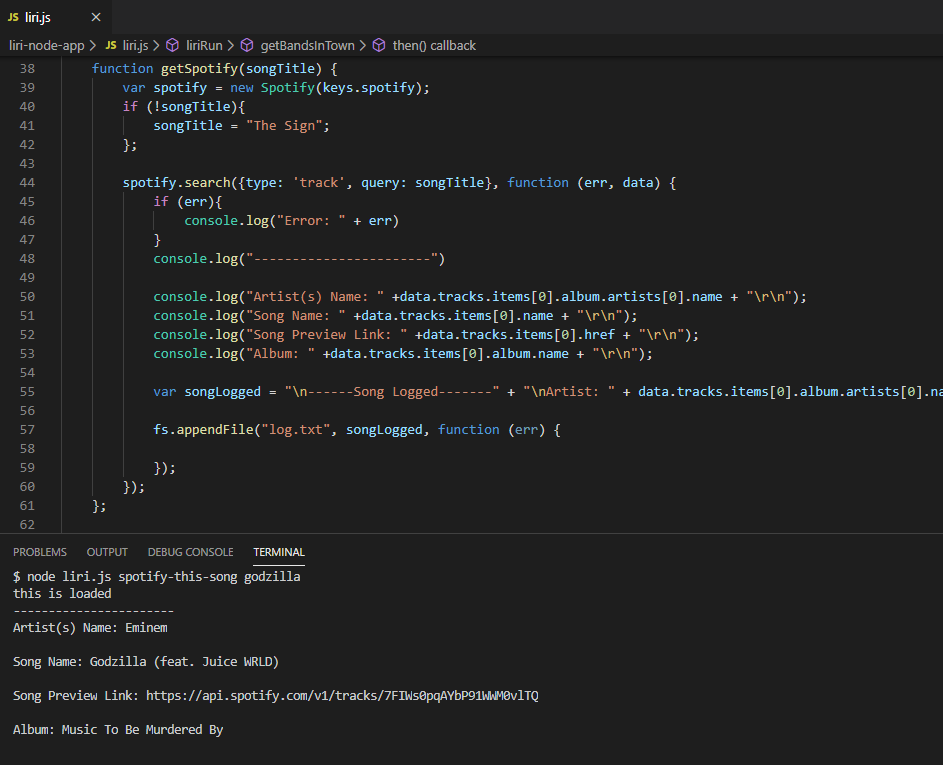 JS liri.js ×
liri-node-app > JS liri.js > liriRun > getBandsInTown > then() callback
38 function getSpotify(songTitle) {
39 var spotify = new Spotify(keys.spotify);
40 if (!songTitle){
41 songTitle = "The Sign";
42 };
43
44 spotify.search({type: 'track', query: songTitle}, function (err, data) {
45 if (err){
46 console.log("Error: " + err)
47 }
48 console.log("-----------------------")
49
50 console.log("Artist(s) Name: " +data.tracks.items[0].album.artists[0].name + "\r\n");
51 console.log("Song Name: " +data.tracks.items[0].name + "\r\n");
52 console.log("Song Preview Link: " +data.tracks.items[0].href + "\r\n");
53 console.log("Album: " +data.tracks.items[0].album.name + "\r\n");
54
55 var songLogged = "\n------Song Logged-------" + "\nArtist: " + data.tracks.items[0].album.artists[0].na
56
57 fs.appendFile("log.txt", songLogged, function (err) {
58
59 });
60 });
61 };
62
PROBLEMS OUTPUT DEBUG CONSOLE TERMINAL
$ node liri.js spotify-this-song godzilla
this is loaded
-----------------------
Artist(s) Name: Eminem
Song Name: Godzilla (feat. Juice WRLD)
Song Preview Link: https://api.spotify.com/v1/tracks/7FIWs0pqAYbP91WWM0vlTQ
Album: Music To Be Murdered By